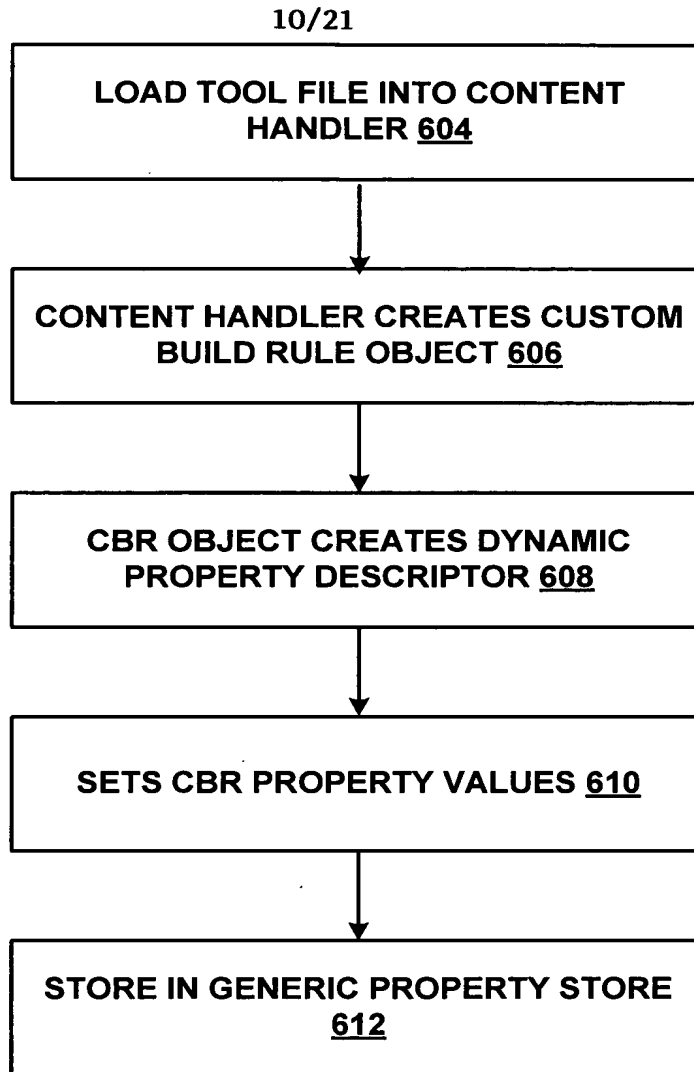 10/21
LOAD TOOL FILE INTO CONTENT
HANDLER 604
CONTENT HANDLER CREATES CUSTOM
BUILD RULE OBJECT 606
CBR OBJECT CREATES DYNAMIC
PROPERTY DESCRIPTOR 608
SETS CBR PROPERTY VALUES 610
STORE IN GENERIC PROPERTY STORE
612